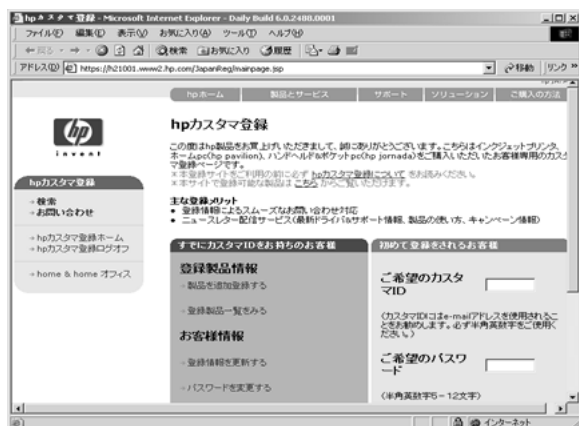 hpカスタマ登録 - Microsoft Internet Explorer - Daily Build 6.0.2400.0001
ファイル(F) 編集(E) 表示(V) お気に入り(A) ツール(T) ヘルプ(H)
戻る 検索 お気に入り 履歴
アドレス(D) https://h21001.www2.hp.com/JapanReg/mainpage.jsp 移動 リンク »
hpホーム 製品とサービス サポート ソリューション ご購入の方法
hp
invent
hpカスタマ登録
→検索
→お問い合わせ
→hpカスタマ登録ホーム
→hpカスタマ登録ログオフ
→home & home オフィス
hpカスタマ登録
この度はhp製品をお買上げいただきまして、誠にありがとうございます。こちらはインクジェットプリンタ、
ホームpc(hp pavilion)、ハンドヘルド&ポケットpc(hp jornada)をご購入いただいたお客様専用のカスタ
マ登録ページです。
×本登録サイトをご利用の前に必ず hpカスタマ登録について をお読みください。
×本サイトで登録可能な製品は こちら からご覧いただけます。
主な登録メリット
• 登録情報によるスムーズなお問い合わせ対応
• ニュースレター配信サービス(最新ドライバ&サポート情報、製品の使い方、キャンペーン情報)
すでにカスタマIDをお持ちのお客様
登録製品情報
→製品を追加登録する
→登録製品一覧をみる
お客様情報
→登録情報を更新する
→パスワードを変更する
初めて登録をされるお客様
ご希望のカスタ
マID
(カスタマIDにはe-mailアドレスを使用されるこ
とをお勧めします。必ず半角英数字をご使用く
ださい。)
ご希望のパスワ
ード
(半角英数字5-12文字)
インターネット